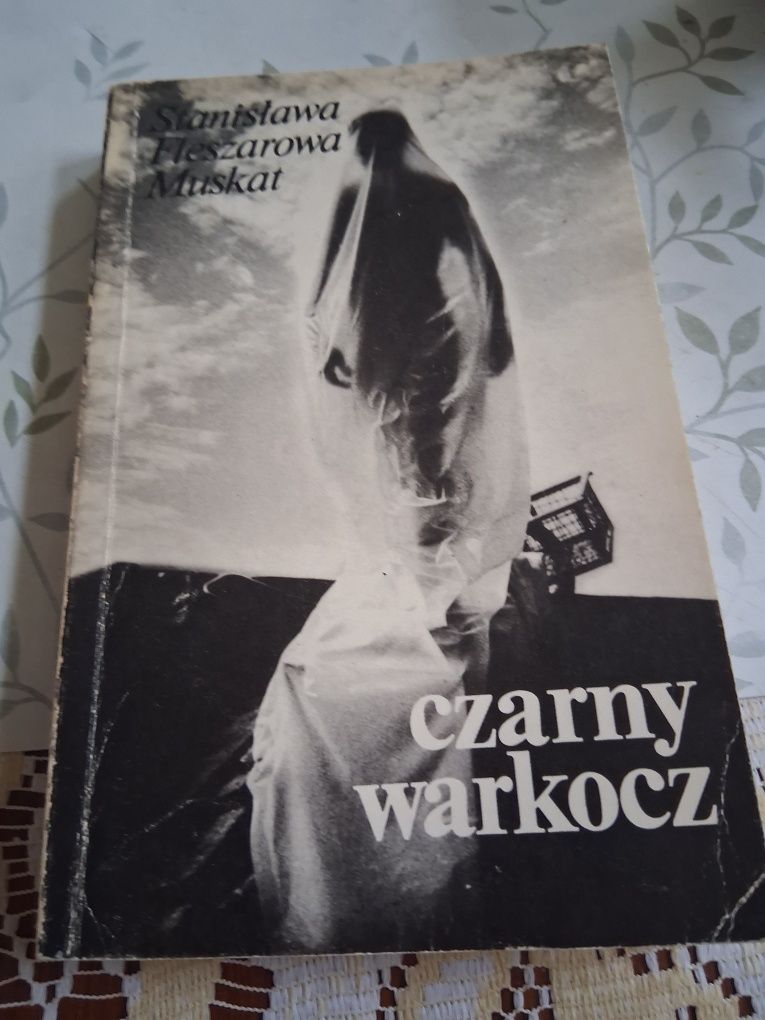 Stanisława
Fleszarowa
Muskat
czarny
warkocz